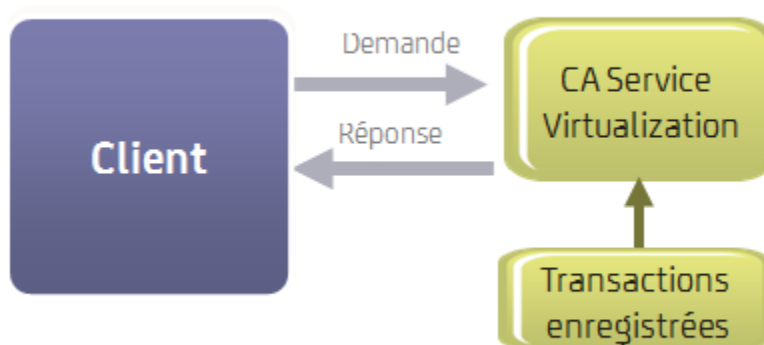 Demande
CA Service
Virtualization
Réponse
Client
Transactions
enregistrées